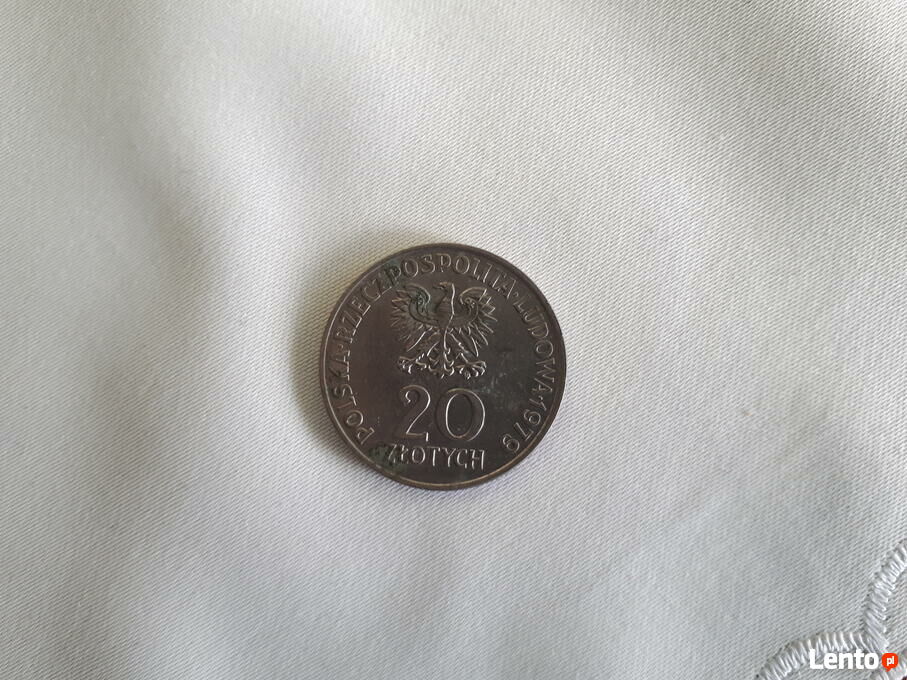 POLSKA·RZECZPOSPOLITA·LUDOWA·1979
20
ZŁOTYCH
Lento.pl